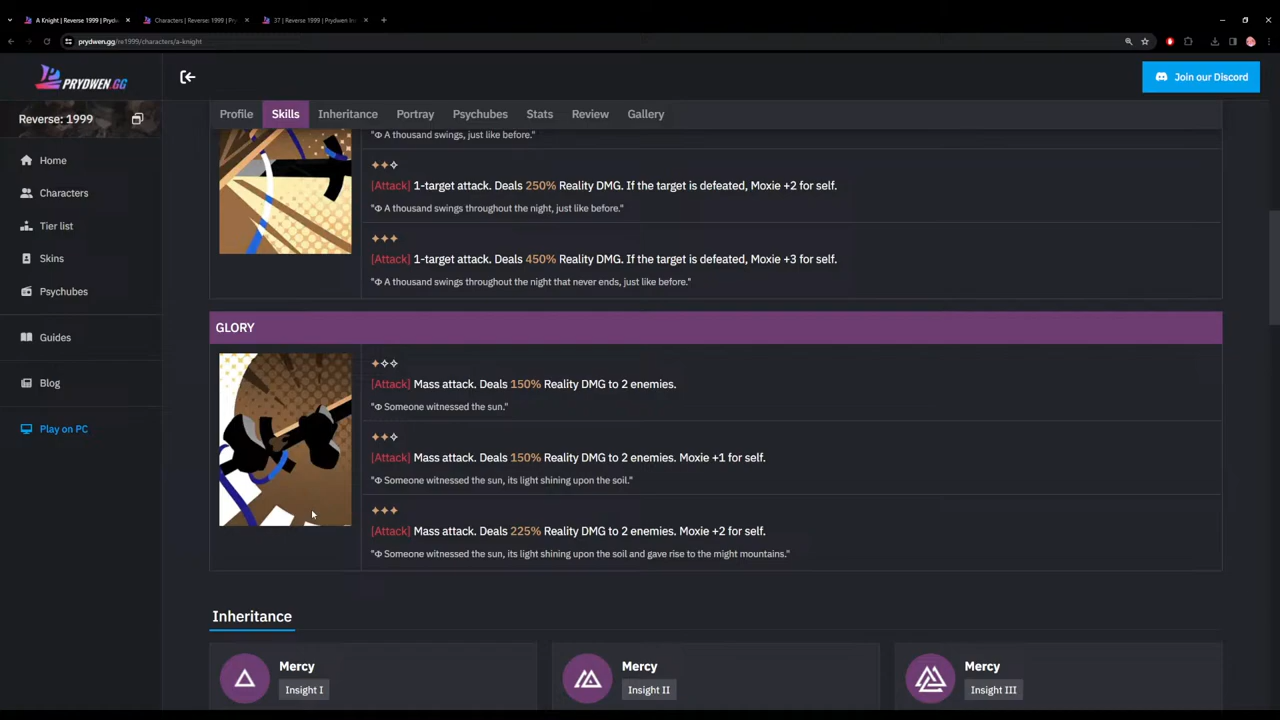 A Knight | Reverse 1999 | Pryd
Characters | Reverse: 1999 | Pry
37 | Reverse 1999 | Prydwen In
prydwen.gg/re1999/characters/a-knight
PRYDWEN.GG
Join our Discord
Reverse: 1999
Profile
Skills
Inheritance
Portray
Psychubes
Stats
Review
Gallery
Home
Characters
Tier list
Skins
Psychubes
Guides
Blog
Play on PC
"Φ A thousand swings, just like before."
[Attack] 1-target attack. Deals 250% Reality DMG. If the target is defeated, Moxie +2 for self.
"Φ A thousand swings throughout the night, just like before."
[Attack] 1-target attack. Deals 450% Reality DMG. If the target is defeated, Moxie +3 for self.
"Φ A thousand swings throughout the night that never ends, just like before."
GLORY
[Attack] Mass attack. Deals 150% Reality DMG to 2 enemies.
"Φ Someone witnessed the sun."
[Attack] Mass attack. Deals 150% Reality DMG to 2 enemies. Moxie +1 for self.
"Φ Someone witnessed the sun, its light shining upon the soil."
[Attack] Mass attack. Deals 225% Reality DMG to 2 enemies. Moxie +2 for self.
"Φ Someone witnessed the sun, its light shining upon the soil and gave rise to the might mountains."
Inheritance
Mercy
Insight I
Mercy
Insight II
Mercy
Insight III